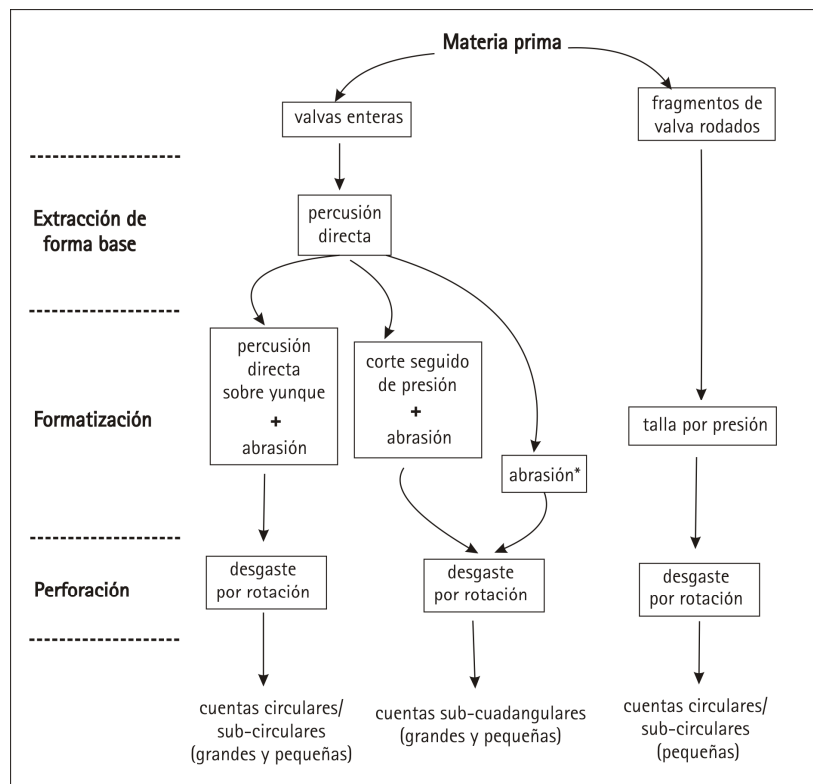 Materia prima
valvas enteras
fragmentos de
valva rodados
Extracción de
forma base
percusión
directa
Formatización
percusión
directa
sobre yunque
+
abrasión
corte seguido
de presión
+
abrasión
abrasión*
talla por presión
Perforación
desgaste
por rotación
desgaste
por rotación
desgaste
por rotación
cuentas circulares/
sub-circulares
(grandes y pequeñas)
cuentas sub-cuadangulares
(grandes y pequeñas)
cuentas circulares/
sub-circulares
(pequeñas)